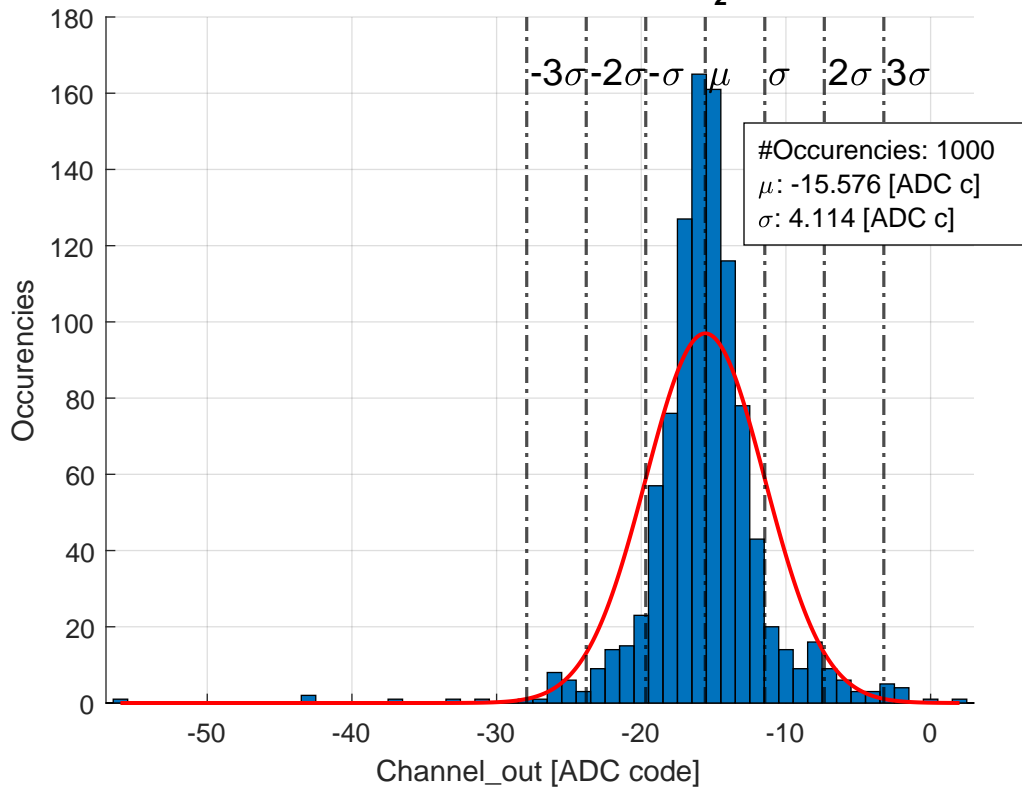 2
180
160
140
120
100
80
60
40
20
0
Occurencies
-3σ -2σ -σ μ σ 2σ 3σ
#Occurencies: 1000
μ: -15.576 [ADC c]
σ: 4.114 [ADC c]
-50 -40 -30 -20 -10 0
Channel_out [ADC code]